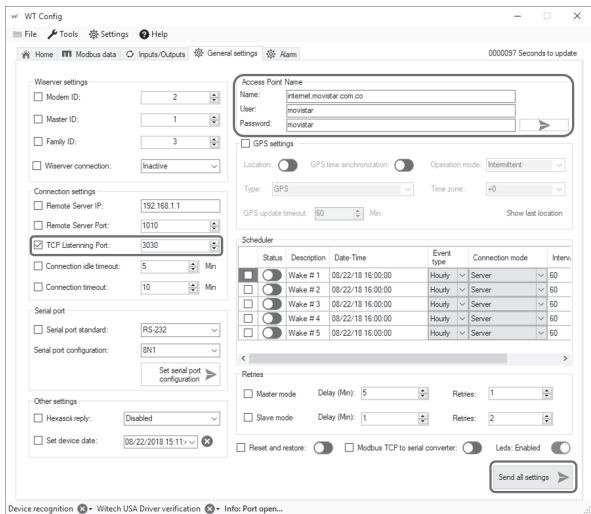 WT Config
File Tools Settings Help
Home Modbus data Inputs/Outputs General settings Alarm 0000097 Seconds to update
Wiserver settings
Modem ID: 2
Master ID: 1
Family ID: 3
Wiserver connection: Inactive
Connection settings
Remote Server IP: 192.168.1.1
Remote Server Port: 1010
TCP Listenning Port: 3030
Connection idle timeout: 5 Min
Connection timeout: 10 Min
Serial port
Serial port standard: RS-232
Serial port configuration: 8N1
Set serial port
configuration
Other settings
Hexascii reply: Disabled
Set device date: 08/22/2018 15:11:
Access Point Name
Name: internet.movistar.com.co
User: movistar
Password: movistar
GPS settings
Location: GPS time sinchronization: Operation mode: Intermittent
Type: GPS Time zone: +0
GPS update timeout: 60 Min Show last location
Scheduler
Status Description Date-Time Event type Connection mode Interva
Wake # 1 08/22/18 16:00:00 Hourly Server 60
Wake # 2 08/22/18 16:00:00 Hourly Server 60
Wake # 3 08/22/18 16:00:00 Hourly Server 60
Wake # 4 08/22/18 16:00:00 Hourly Server 60
Wake # 5 08/22/18 16:00:00 Hourly Server 60
Retries
Master mode Delay (Min): 5 Retries: 1
Slave mode Delay (Min): 1 Retries: 2
Reset and restore: Modbus TCP to serial converter: Leds: Enabled
Send all settings
Device recognition Witech USA Driver verification Info: Port open...